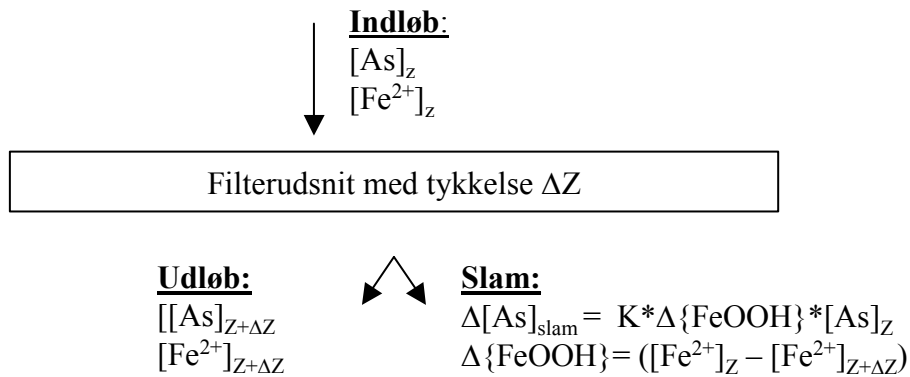 Indløb:
[As]z
[Fe2+]z
Filterudsnit med tykkelse ΔZ
Udløb:
[[As]Z+ΔZ
[Fe2+]Z+ΔZ
Slam:
Δ[As]slam = K*Δ{FeOOH}*[As]Z
Δ{FeOOH}= ([Fe2+]Z – [Fe2+]Z+ΔZ)